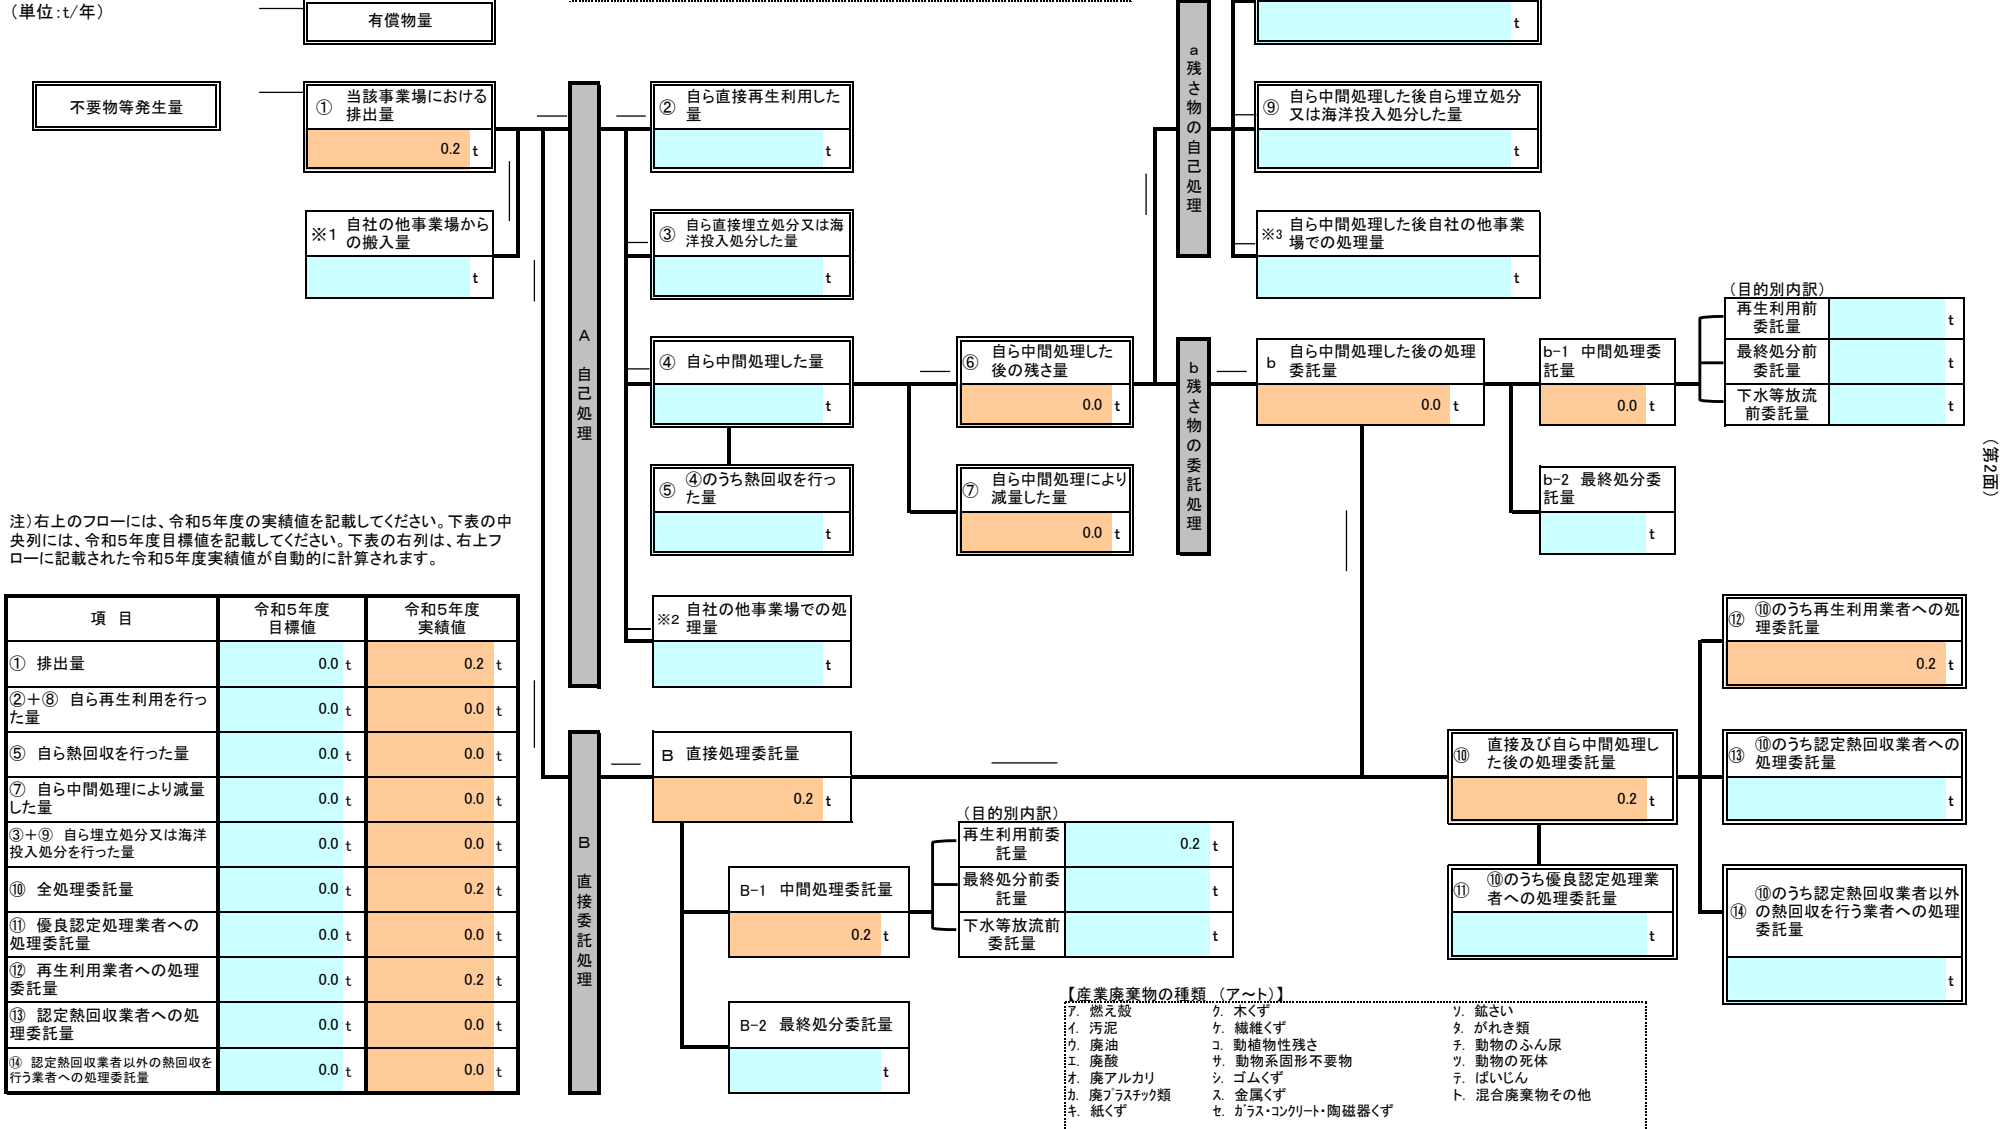 （単位：t/年）
有償物量
t
不要物等発生量
① 当該事業場における
排出量
0.2 t
※1 自社の他事業場から
の搬入量
t
A 自己処理
② 自ら直接再生利用した
量
t
③ 自ら直接埋立処分又は海
洋投入処分した量
t
④ 自ら中間処理した量
t
⑤ ④のうち熱回収を行っ
た量
t
※2 自社の他事業場での処
理量
t
⑥ 自ら中間処理した
後の残さ量
0.0 t
⑦ 自ら中間処理により
減量した量
0.0 t
a 残さ物の自己処理
⑨ 自ら中間処理した後自ら埋立処分
又は海洋投入処分した量
t
※3 自ら中間処理した後自社の他事業
場での処理量
t
b 残さ物の委託処理
b 自ら中間処理した後の処理
委託量
0.0 t
b-1 中間処理委
託量
0.0 t
b-2 最終処分委
託量
t
（目的別内訳）
再生利用前
委託量
t
最終処分前
委託量
t
下水等放流
前委託量
t
（第2面）
注）右上のフローには、令和5年度の実績値を記載してください。下表の中
央列には、令和5年度目標値を記載してください。下表の右列は、右上フ
ローに記載された令和5年度実績値が自動的に計算されます。
項 目 令和5年度
目標値 令和5年度
実績値
① 排出量 0.0 t 0.2 t
②＋⑧ 自ら再生利用を行っ
た量 0.0 t 0.0 t
⑤ 自ら熱回収を行った量 0.0 t 0.0 t
⑦ 自ら中間処理により減量
した量 0.0 t 0.0 t
③＋⑨ 自ら埋立処分又は海洋
投入処分を行った量 0.0 t 0.0 t
⑩ 全処理委託量 0.0 t 0.2 t
⑪ 優良認定処理業者への
処理委託量 0.0 t 0.0 t
⑫ 再生利用業者への処理
委託量 0.0 t 0.2 t
⑬ 認定熱回収業者への処
理委託量 0.0 t 0.0 t
⑭ 認定熱回収業者以外の熱回収を
行う業者への処理委託量 0.0 t 0.0 t
B 直接委託処理
B 直接処理委託量
0.2 t
B-1 中間処理委託量
0.2 t
B-2 最終処分委託量
t
（目的別内訳）
再生利用前委
託量
0.2 t
最終処分前委
託量
t
下水等放流前
委託量
t
⑩ 直接及び自ら中間処理し
た後の処理委託量
0.2 t
⑪ ⑩のうち優良認定処理業
者への処理委託量
t
⑫ ⑩のうち再生利用業者への処
理委託量
0.2 t
⑬ ⑩のうち認定熱回収業者への
処理委託量
t
⑭ ⑩のうち認定熱回収業者以外
の熱回収を行う業者への処理
委託量
t
【産業廃棄物の種類 （ア～ト）】
ア. 燃え殻 ク. 木くず ソ. 鉱さい
イ. 汚泥 ケ. 繊維くず タ. がれき類
ウ. 廃油 コ. 動植物性残さ チ. 動物のふん尿
エ. 廃酸 サ. 動物系固形不要物 ツ. 動物の死体
オ. 廃アルカリ シ. ゴムくず テ. ばいじん
カ. 廃プラスチック類 ス. 金属くず ト. 混合廃棄物その他
キ. 紙くず セ. ガラス・コンクリート・陶磁器くず